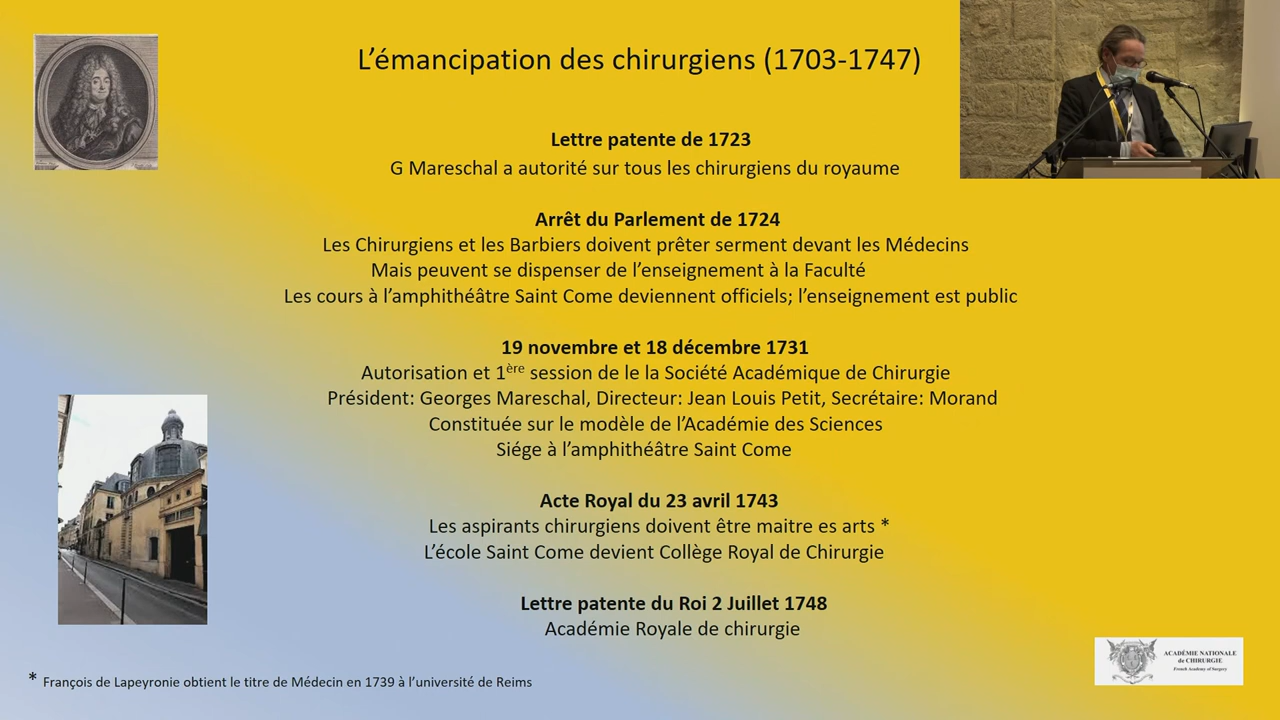 L'émancipation des chirurgiens (1703-1747)
Lettre patente de 1723
G Mareschal a autorité sur tous les chirurgiens du royaume
Arrêt du Parlement de 1724
Les Chirurgiens et les Barbiers doivent prêter serment devant les Médecins
Mais peuvent se dispenser de l'enseignement à la Faculté
Les cours à l'amphithéâtre Saint Come deviennent officiels; l'enseignement est public
19 novembre et 18 décembre 1731
Autorisation et 1ère session de le la Société Académique de Chirurgie
Président: Georges Mareschal, Directeur: Jean Louis Petit, Secrétaire: Morand
Constituée sur le modèle de l'Académie des Sciences
Siége à l'amphithéâtre Saint Come
Acte Royal du 23 avril 1743
Les aspirants chirurgiens doivent être maitre es arts *
L'école Saint Come devient Collège Royal de Chirurgie
Lettre patente du Roi 2 Juillet 1748
Académie Royale de chirurgie
* François de Lapeyronie obtient le titre de Médecin en 1739 à l'université de Reims
ACADÉMIE NATIONALE
de CHIRURGIE
French Academy of Surgery